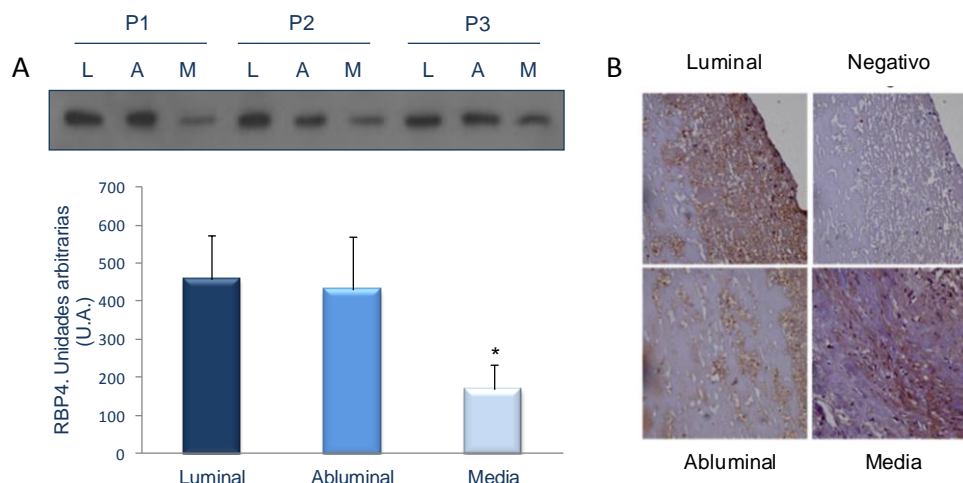 P1 P2 P3
A
L A M L A M L A M
B
Luminal Negativo
RBP4. Unidades arbitrarias
(U.A.)
700
600
500
400
300
200
100
0
*
Luminal Abluminal Media
Abluminal Media